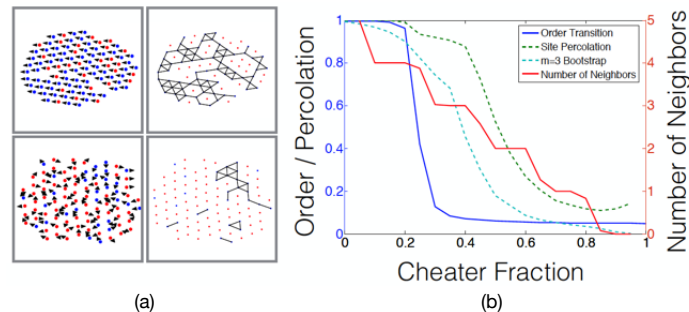 Order / Percolation
1
0.8
0.6
0.4
0.2
0
Order Transition
Site Percolation
m=3 Bootstrap
Number of Neighbors
5
4
3
2
1
0
Number of Neighbors
0 0.2 0.4 0.6 0.8 1
Cheater Fraction
(a) (b)